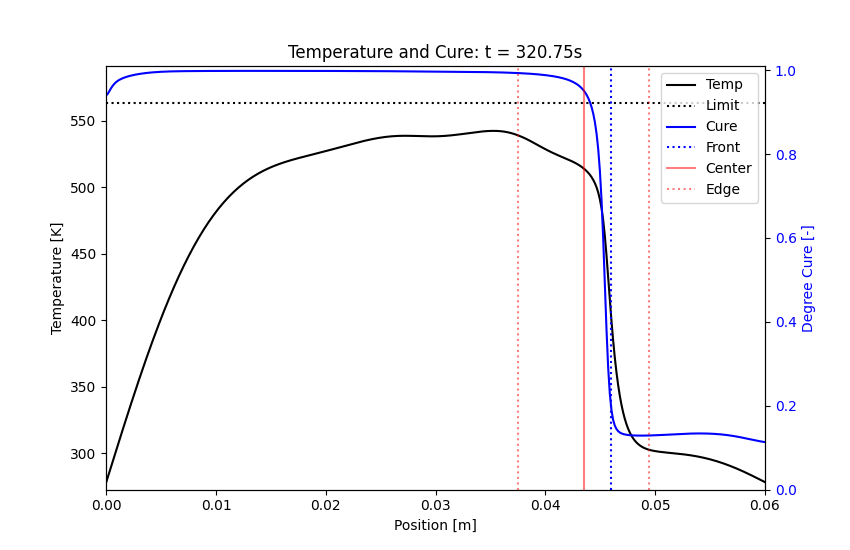 Temperature and Cure: t = 320.75s
Temperature [K]
550
500
450
400
350
300
1.0
0.8
0.6
0.4
0.2
0.0
Degree Cure [-]
Temp
Limit
Cure
Front
Center
Edge
0.00 0.01 0.02 0.03 0.04 0.05 0.06
Position [m]